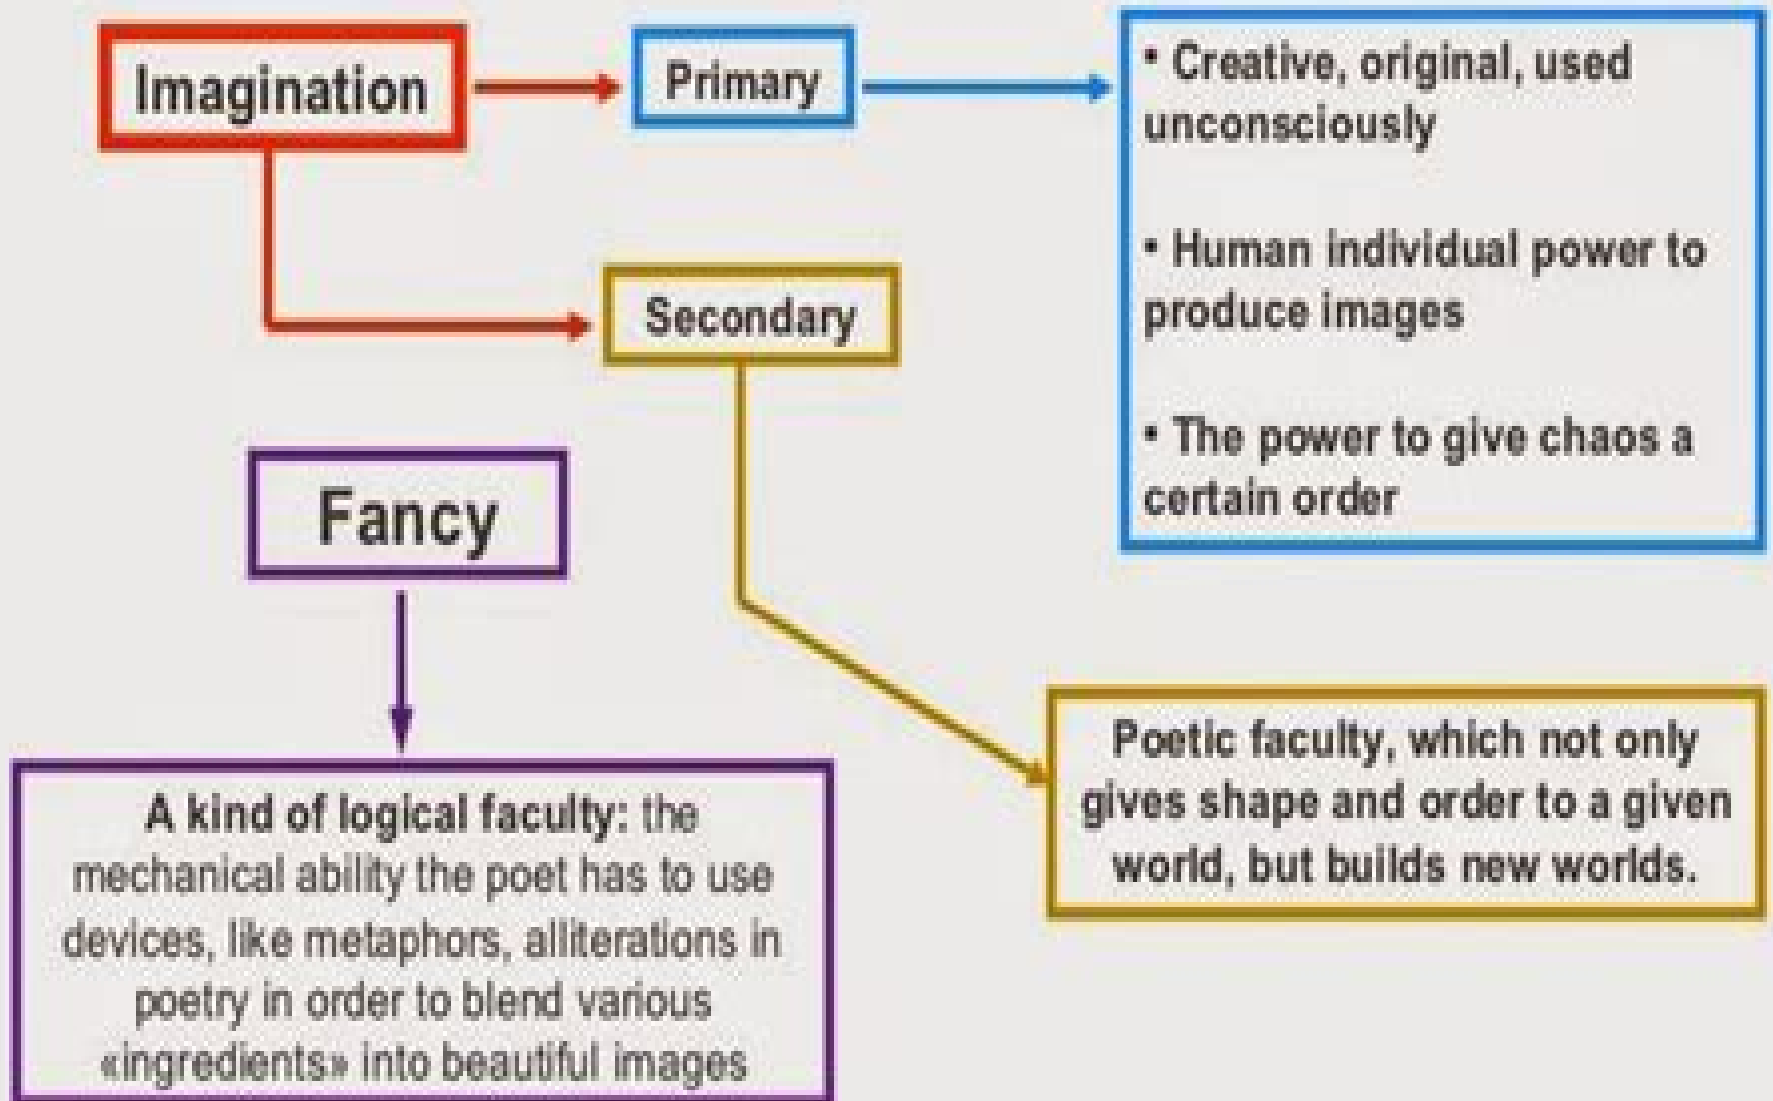 Imagination
Primary
• Creative, original, used
unconsciously
• Human individual power to
produce images
• The power to give chaos a
certain order
Secondary
Poetic faculty, which not only
gives shape and order to a given
world, but builds new worlds.
Fancy
A kind of logical faculty: the
mechanical ability the poet has to use
devices, like metaphors, alliterations in
poetry in order to blend various
«ingredients» into beautiful images